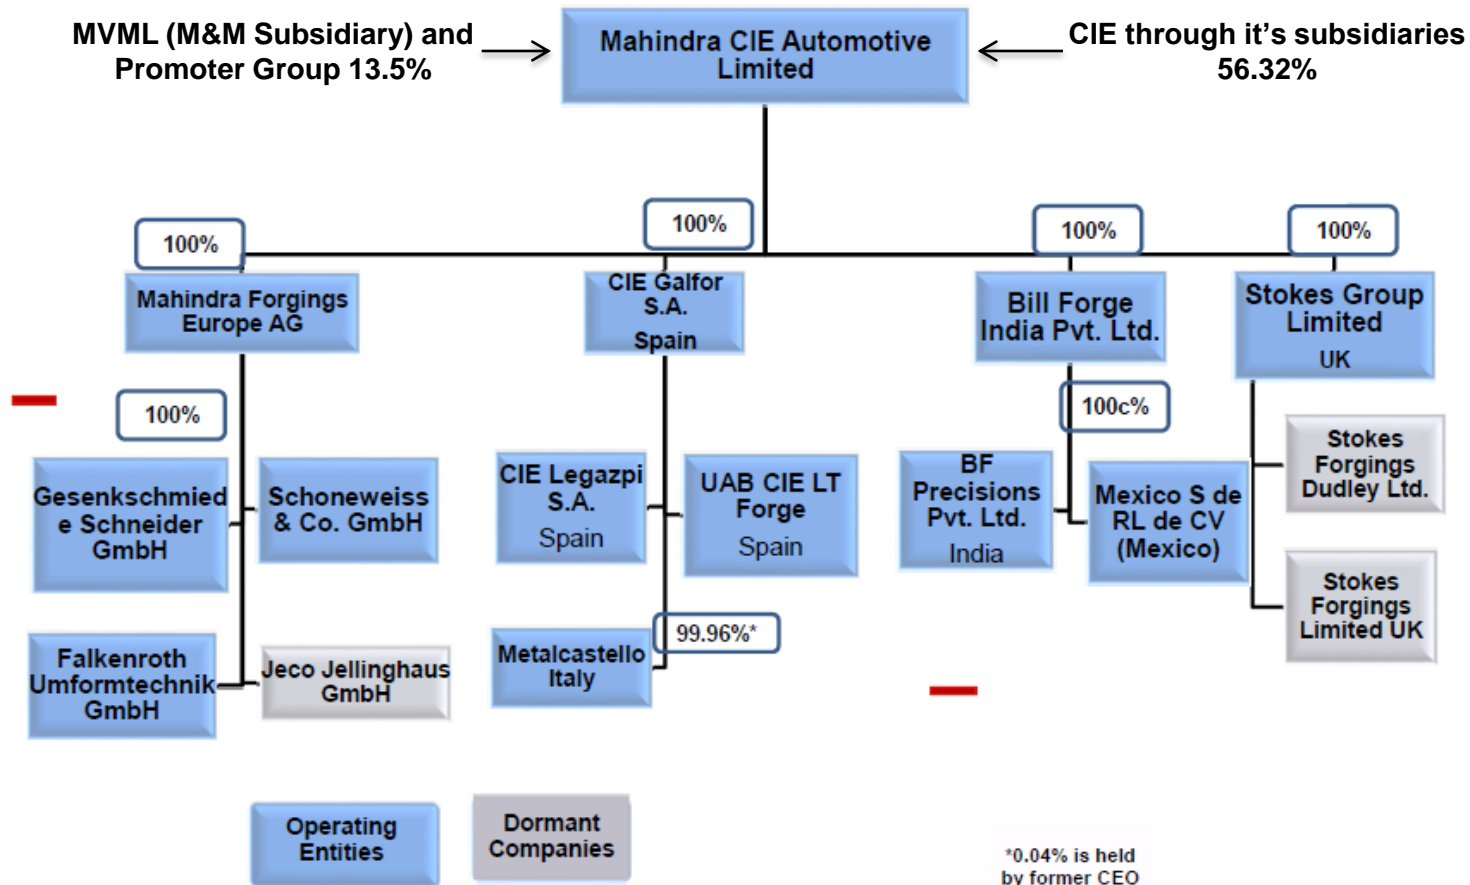 MVML (M&M Subsidiary) and
Promoter Group 13.5%
Mahindra CIE Automotive
Limited
CIE through it's subsidiaries
56.32%
100%
100%
100%
100%
Mahindra Forgings
Europe AG
CIE Galfor
S.A.
Spain
Bill Forge
India Pvt. Ltd.
Stokes Group
Limited
UK
100%
100c%
Gesenkschmied
e Schneider
GmbH
Schoneweiss
& Co. GmbH
CIE Legazpi
S.A.
Spain
UAB CIE LT
Forge
Spain
BF
Precisions
Pvt. Ltd.
India
Mexico S de
RL de CV
(Mexico)
Stokes
Forgings
Dudley Ltd.
Stokes
Forgings
Limited UK
99.96%*
Falkenroth
Umformtechnik
GmbH
Jeco Jellinghaus
GmbH
Metalcastello
Italy
Operating
Entities
Dormant
Companies
*0.04% is held
by former CEO